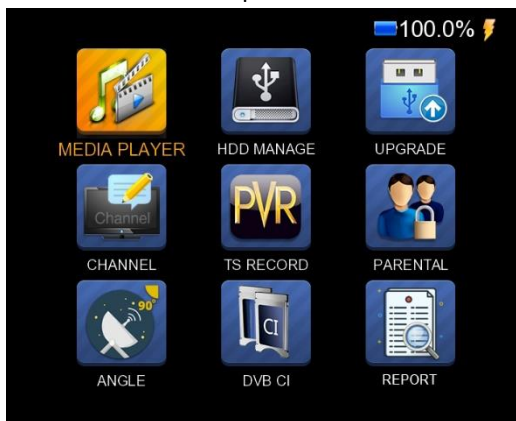 100.0%
MEDIA PLAYER
HDD MANAGE
UPGRADE
Channel
PVR
CHANNEL
TS RECORD
PARENTAL
90°
CI
ANGLE
DVB CI
REPORT